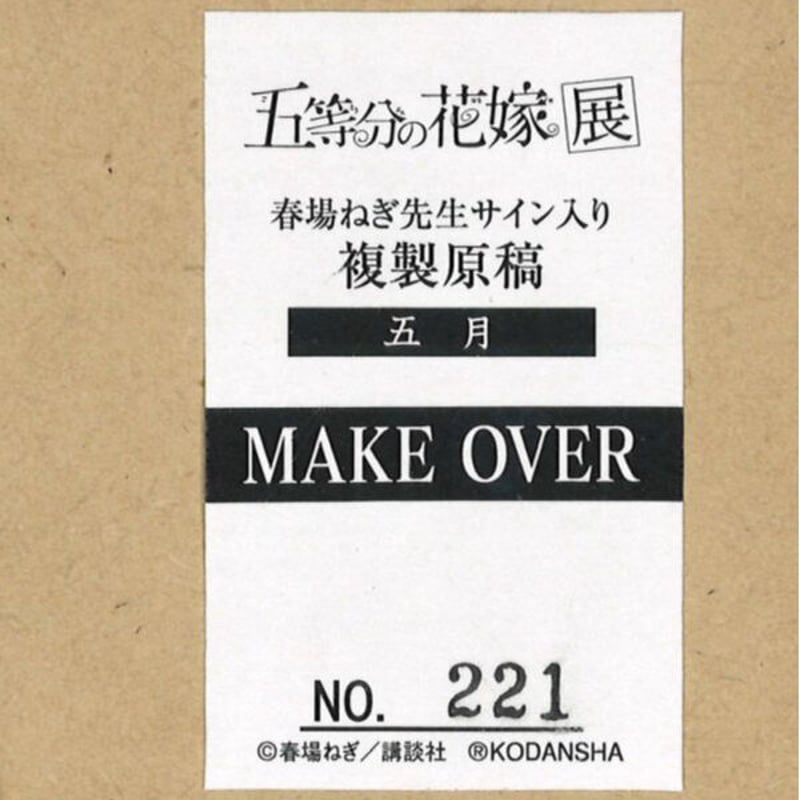 五等分の花嫁展
春場ねぎ先生サイン入り
複製原稿
五月
MAKE OVER
NO. 221
©春場ねぎ／講談社 ®KODANSHA